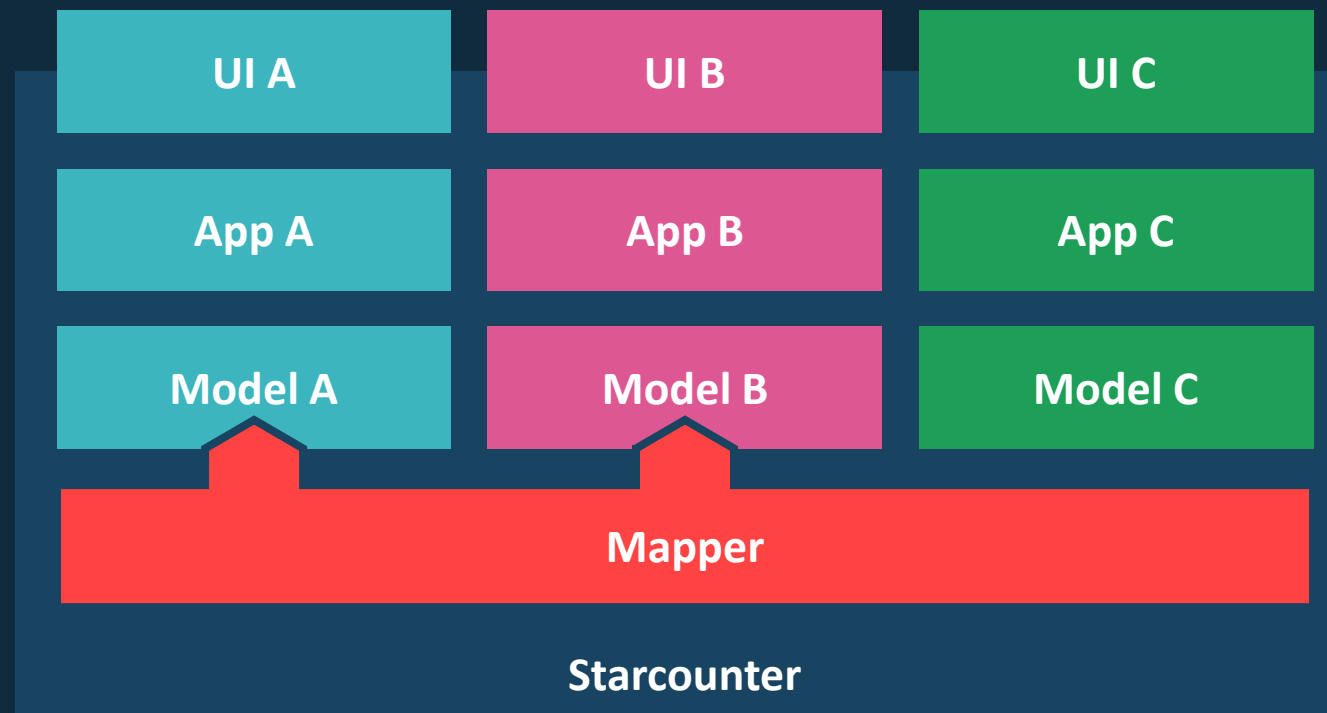 UI A
UI B
UI C
App A
App B
App C
Model A
Model B
Model C
Mapper
Starcounter